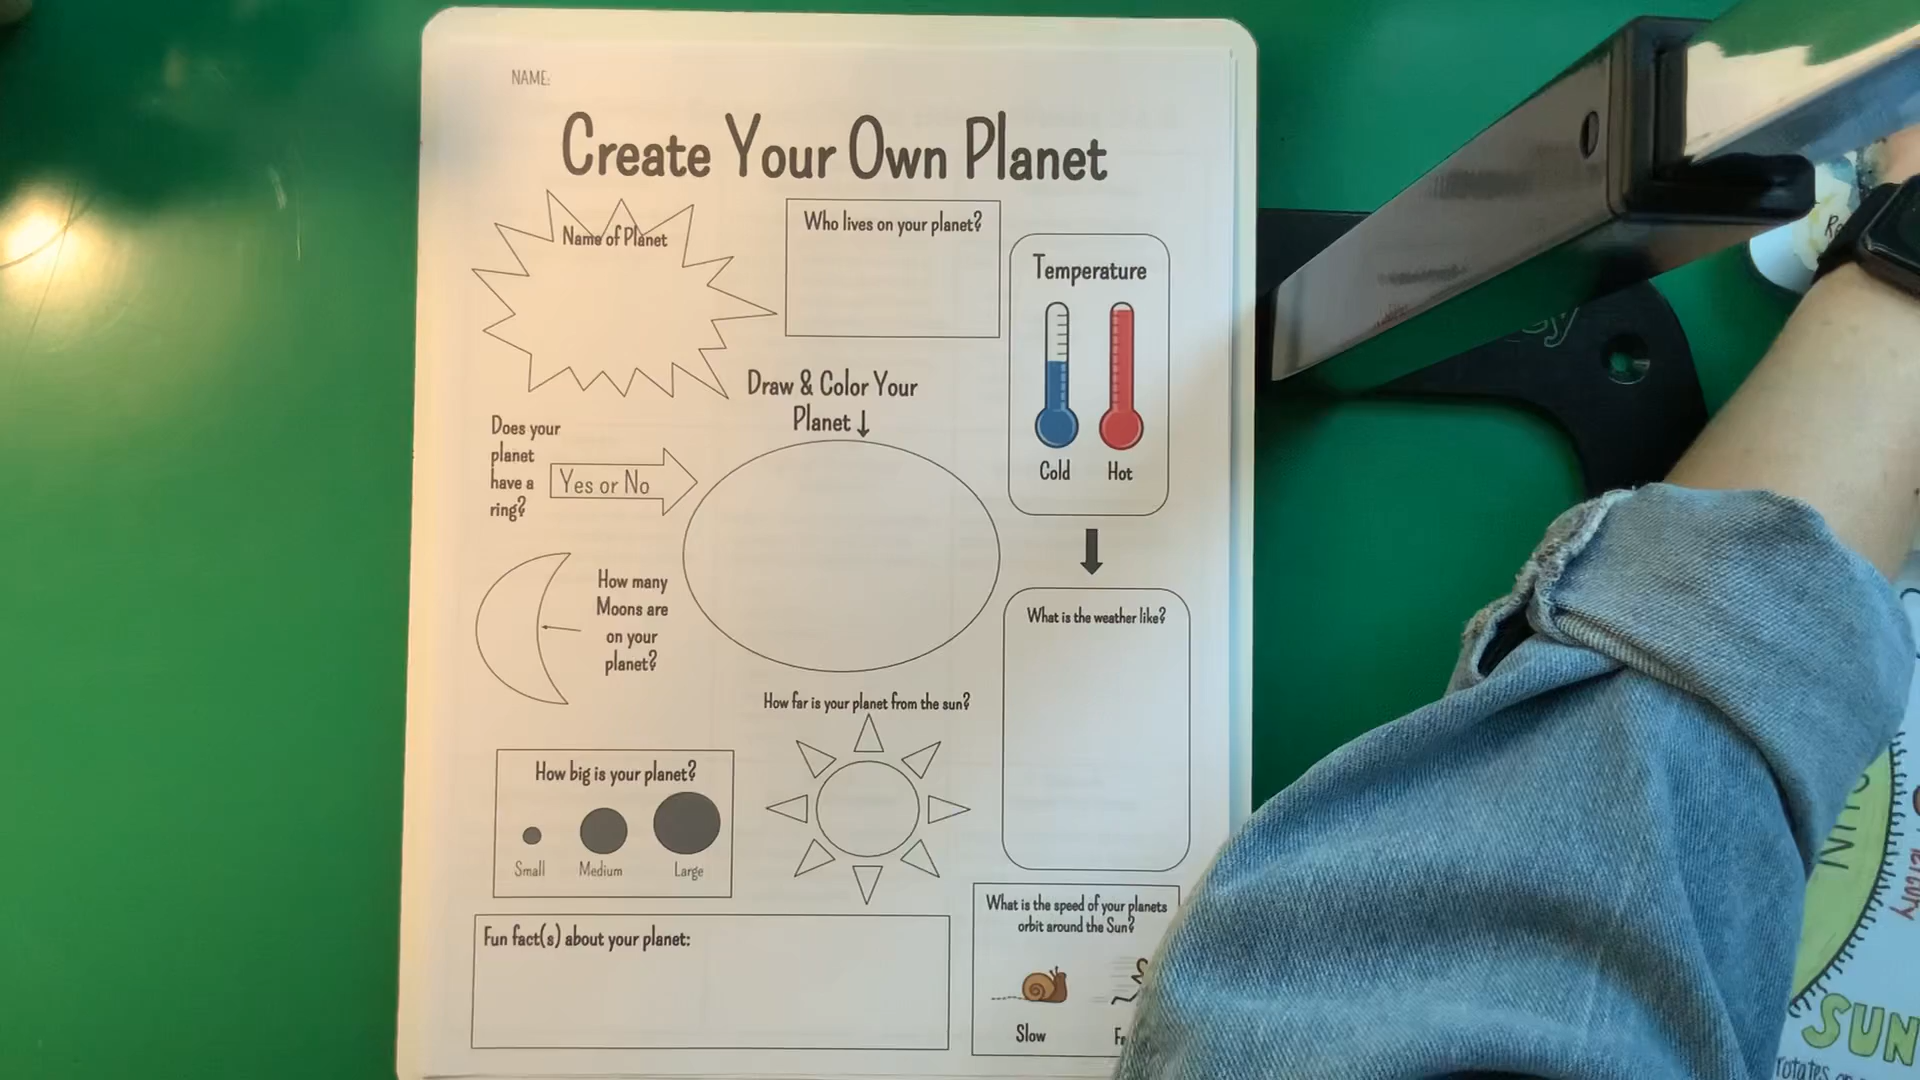 NAME:
Create Your Own Planet
Name of Planet
Who lives on your planet?
Temperature
Cold Hot
Draw & Color Your
Planet ↓
Does your
planet
have a
ring?
Yes or No
How many
Moons are
on your
planet?
What is the weather like?
How far is your planet from the sun?
How big is your planet?
Small Medium Large
What is the speed of your planets
orbit around the Sun?
Slow
Fun fact(s) about your planet:
SUN
SUN
rotates